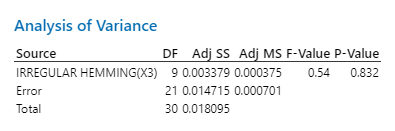 Analysis of Variance
Source DF Adj SS Adj MS F-Value P-Value
IRREGULAR HEMMING(X3) 9 0.003379 0.000375 0.54 0.832
Error 21 0.014715 0.000701
Total 30 0.018095